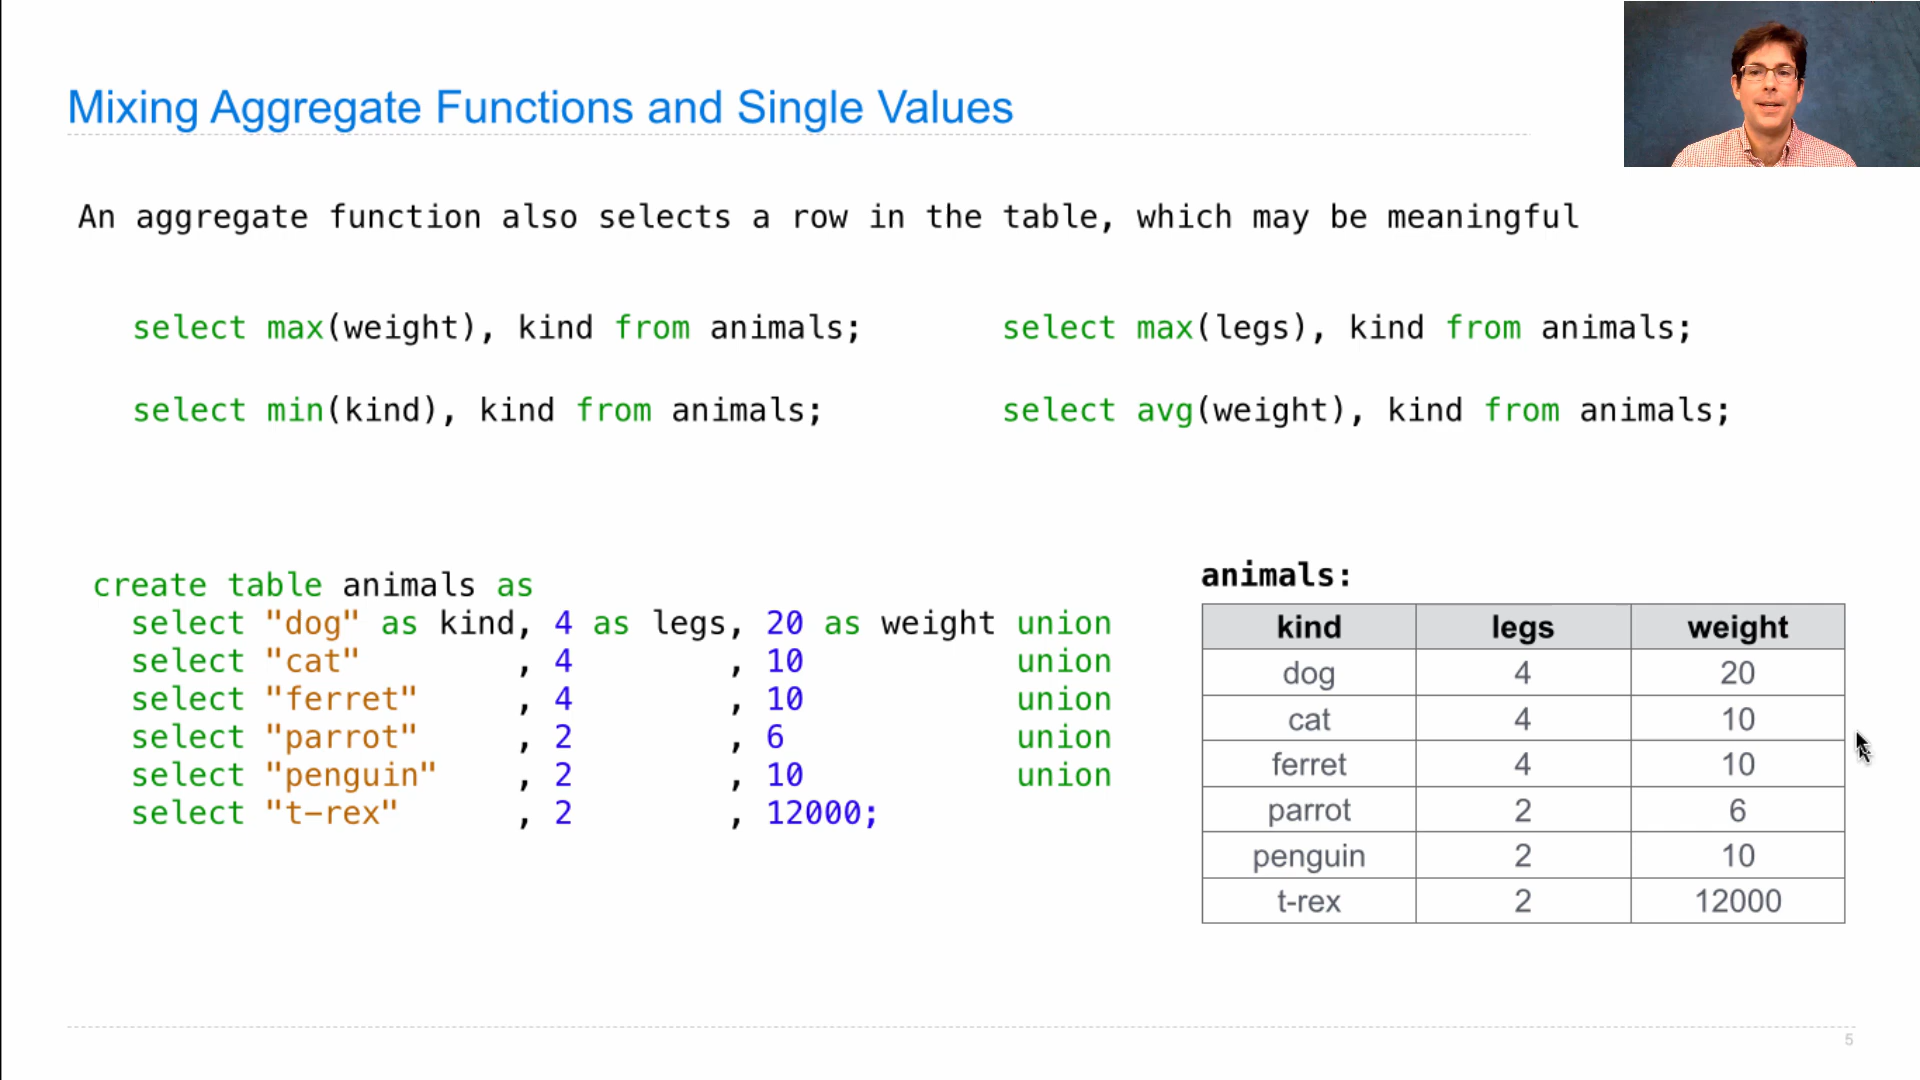 Mixing Aggregate Functions and Single Values
An aggregate function also selects a row in the table, which may be meaningful
select max(weight), kind from animals;
select max(legs), kind from animals;
select min(kind), kind from animals;
select avg(weight), kind from animals;
create table animals as
select "dog" as kind, 4 as legs, 20 as weight union
select "cat" , 4 , 10 union
select "ferret" , 4 , 10 union
select "parrot" , 2 , 6 union
select "penguin" , 2 , 10 union
select "t-rex" , 2 , 12000;
animals:
kind legs weight
dog 4 20
cat 4 10
ferret 4 10
parrot 2 6
penguin 2 10
t-rex 2 12000
5